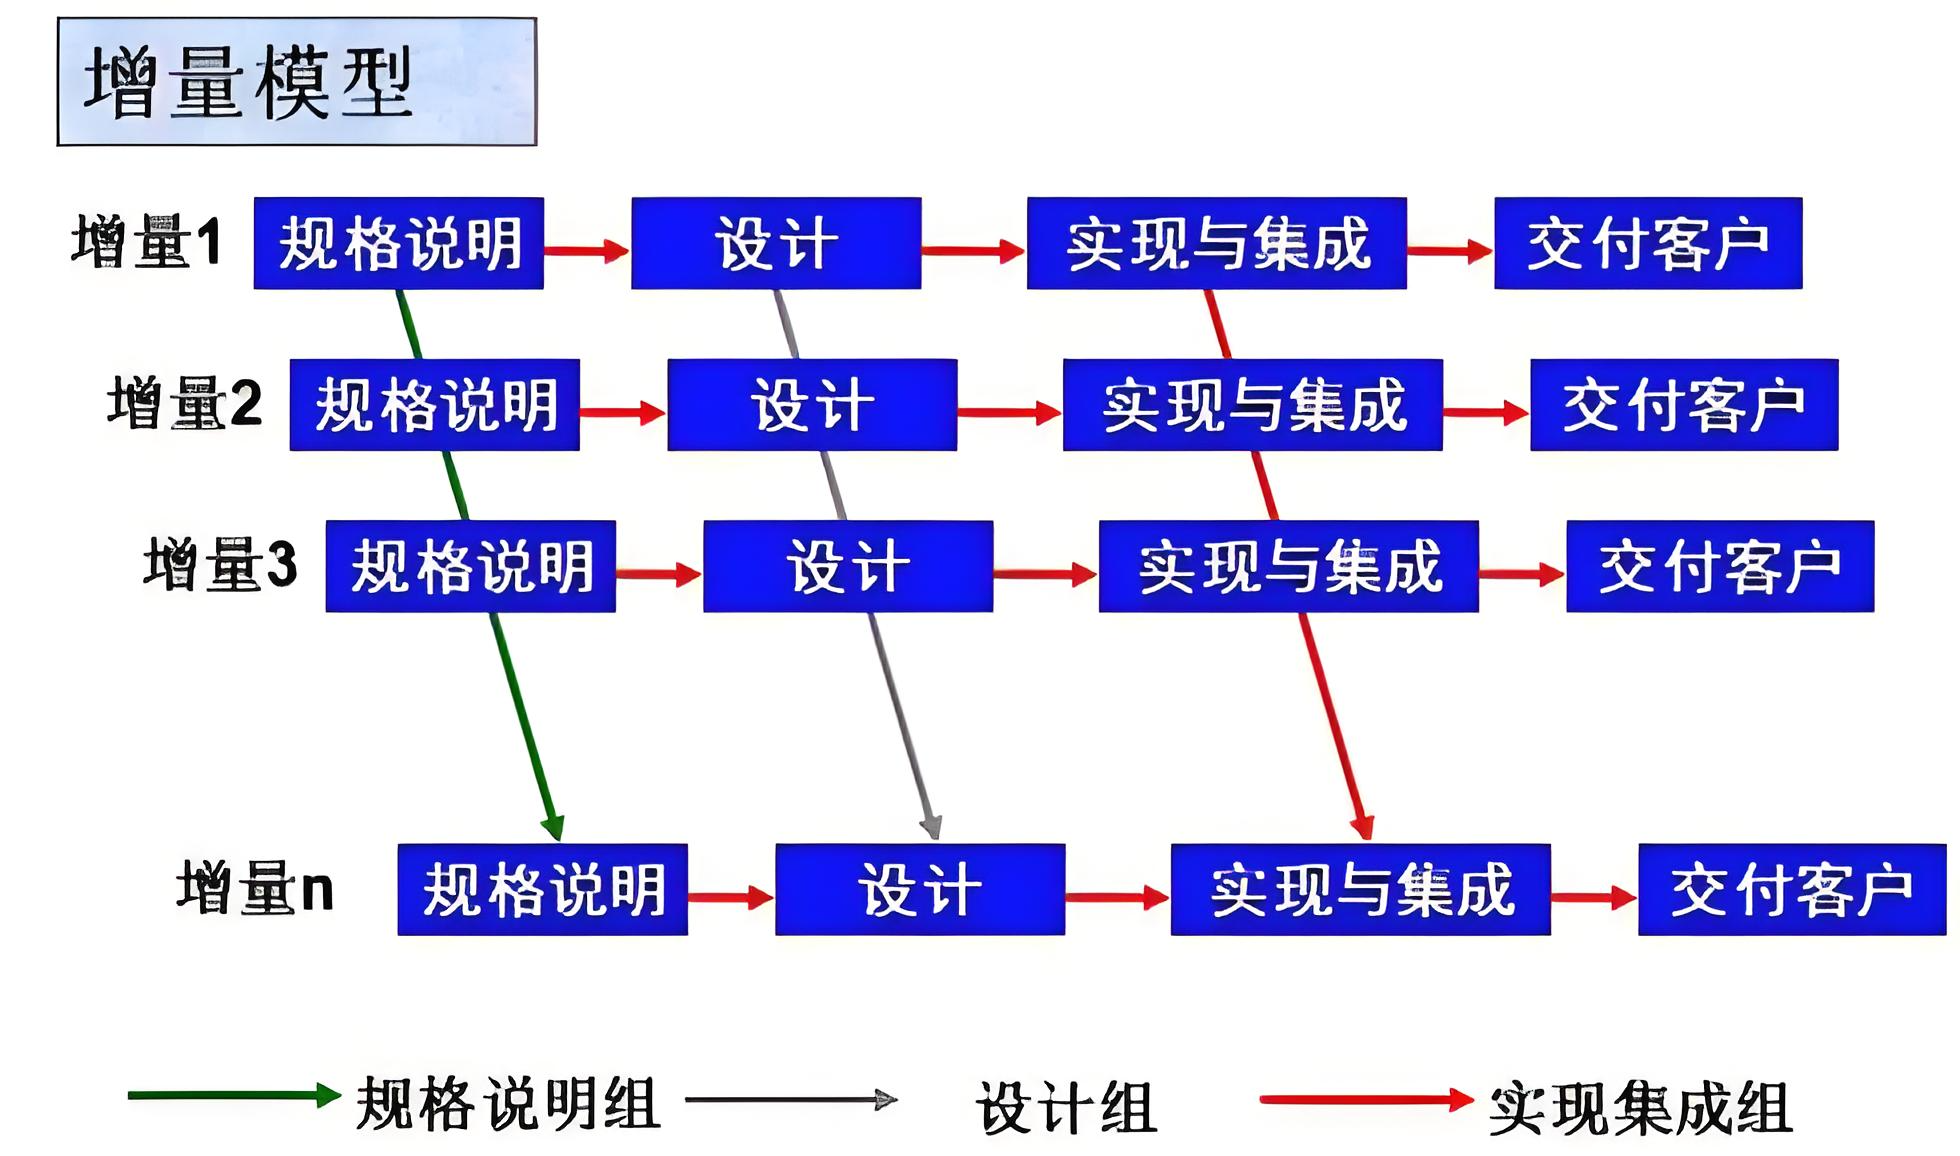 增量模型
增量1 规格说明 设计 实现与集成 交付客户
增量2 规格说明 设计 实现与集成 交付客户
增量3 规格说明 设计 实现与集成 交付客户
增量n 规格说明 设计 实现与集成 交付客户
规格说明组 设计组 实现集成组